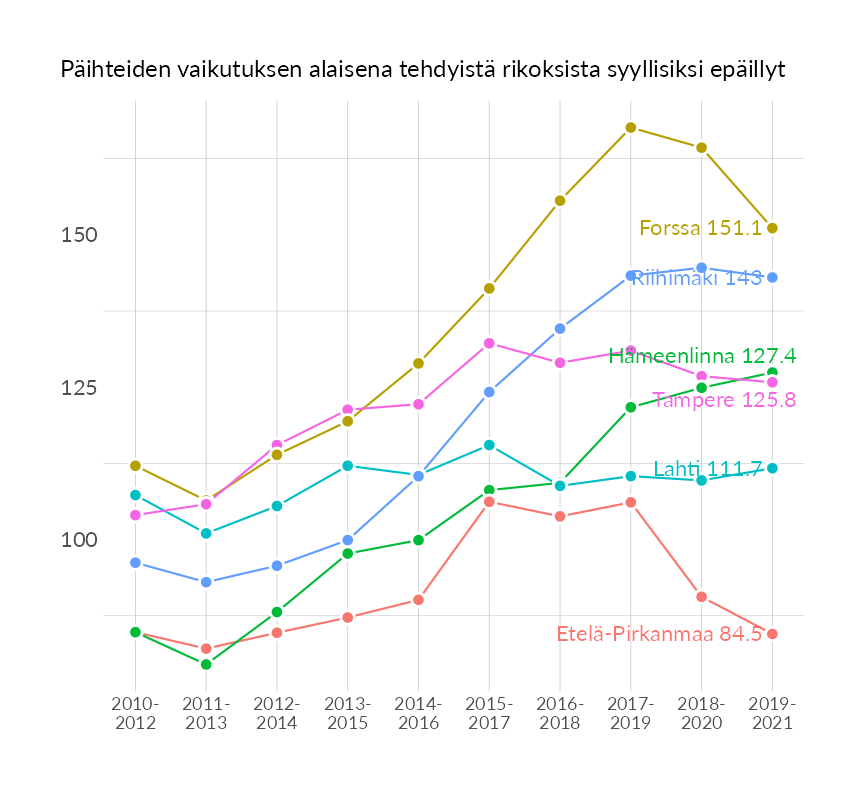 Päihteiden vaikutuksen alaisena tehdyistä rikoksista syyllisiksi epäillyt
150
125
100
Forssa 151.1
Riihimäki 143
Hämeenlinna 127.4
Tampere 125.8
Lahti 111.7
Etelä-Pirkanmaa 84.5
2010- 2011- 2012- 2013- 2014- 2015- 2016- 2017- 2018- 2019-
2012 2013 2014 2015 2016 2017 2018 2019 2020 2021